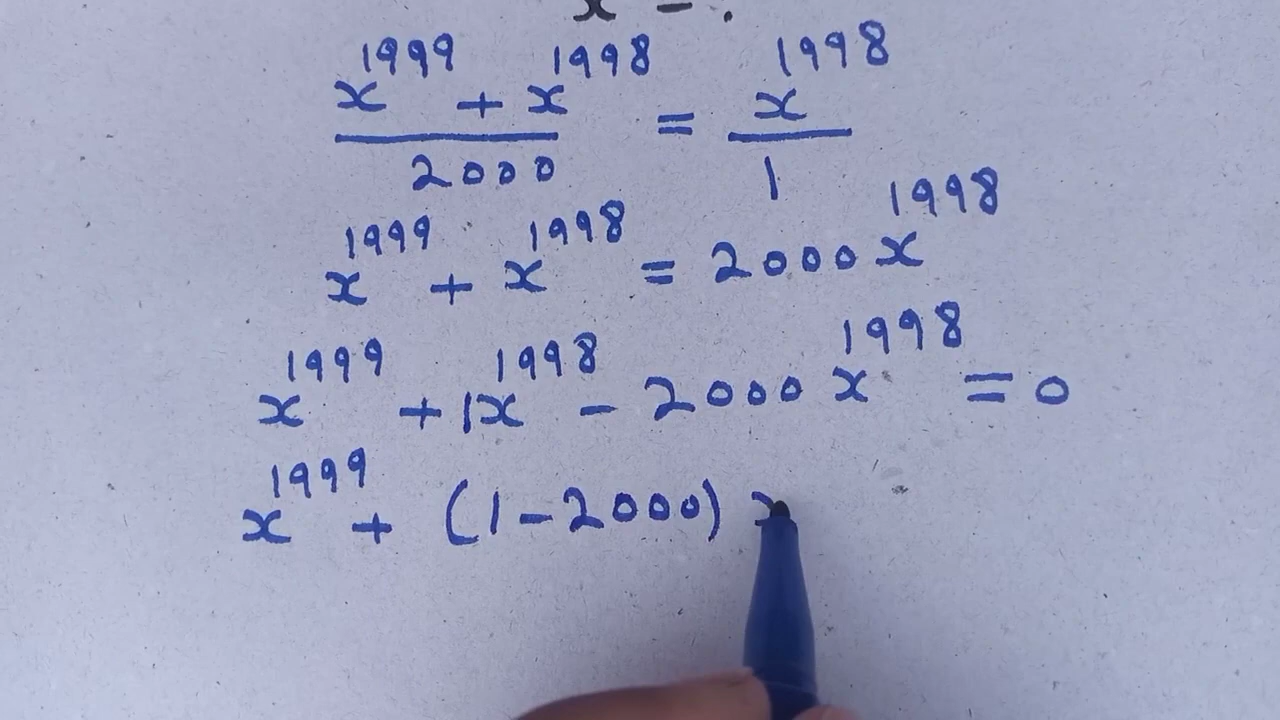 x = ?
x^1999 + x^1998 / 2000 = x^1998 / 1
x^1999 + x^1998 = 2000x^1998
x^1999 + 1x^1998 - 2000x^1998 = 0
x^1999 + (1-2000)x